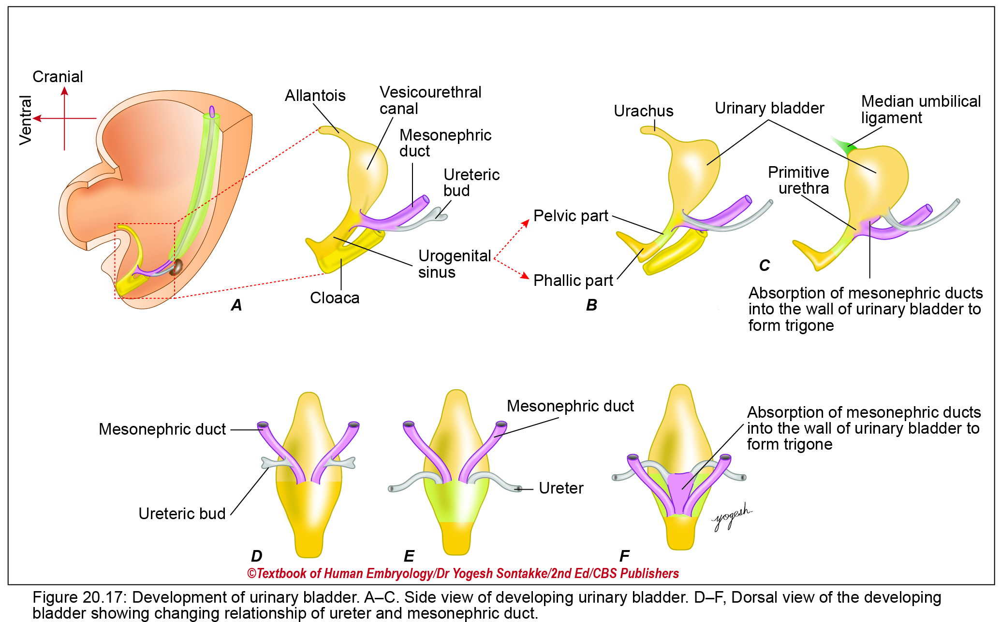 Cranial
Ventral
Allantois
Vesicourethral
canal
Mesonephric
duct
Ureteric
bud
Urogenital
sinus
Cloaca
A
Urachus
Urinary bladder
Pelvic part
Phallic part
B
Median umbilical
ligament
Primitive
urethra
C
Absorption of mesonephric ducts
into the wall of urinary bladder to
form trigone
Mesonephric duct
Ureteric bud
D
Mesonephric duct
Ureter
E
Absorption of mesonephric ducts
into the wall of urinary bladder to
form trigone
yogesh
F
©Textbook of Human Embryology/Dr Yogesh Sontakke/2nd Ed/CBS Publishers
Figure 20.17: Development of urinary bladder. A–C. Side view of developing urinary bladder. D–F, Dorsal view of the developing
bladder showing changing relationship of ureter and mesonephric duct.